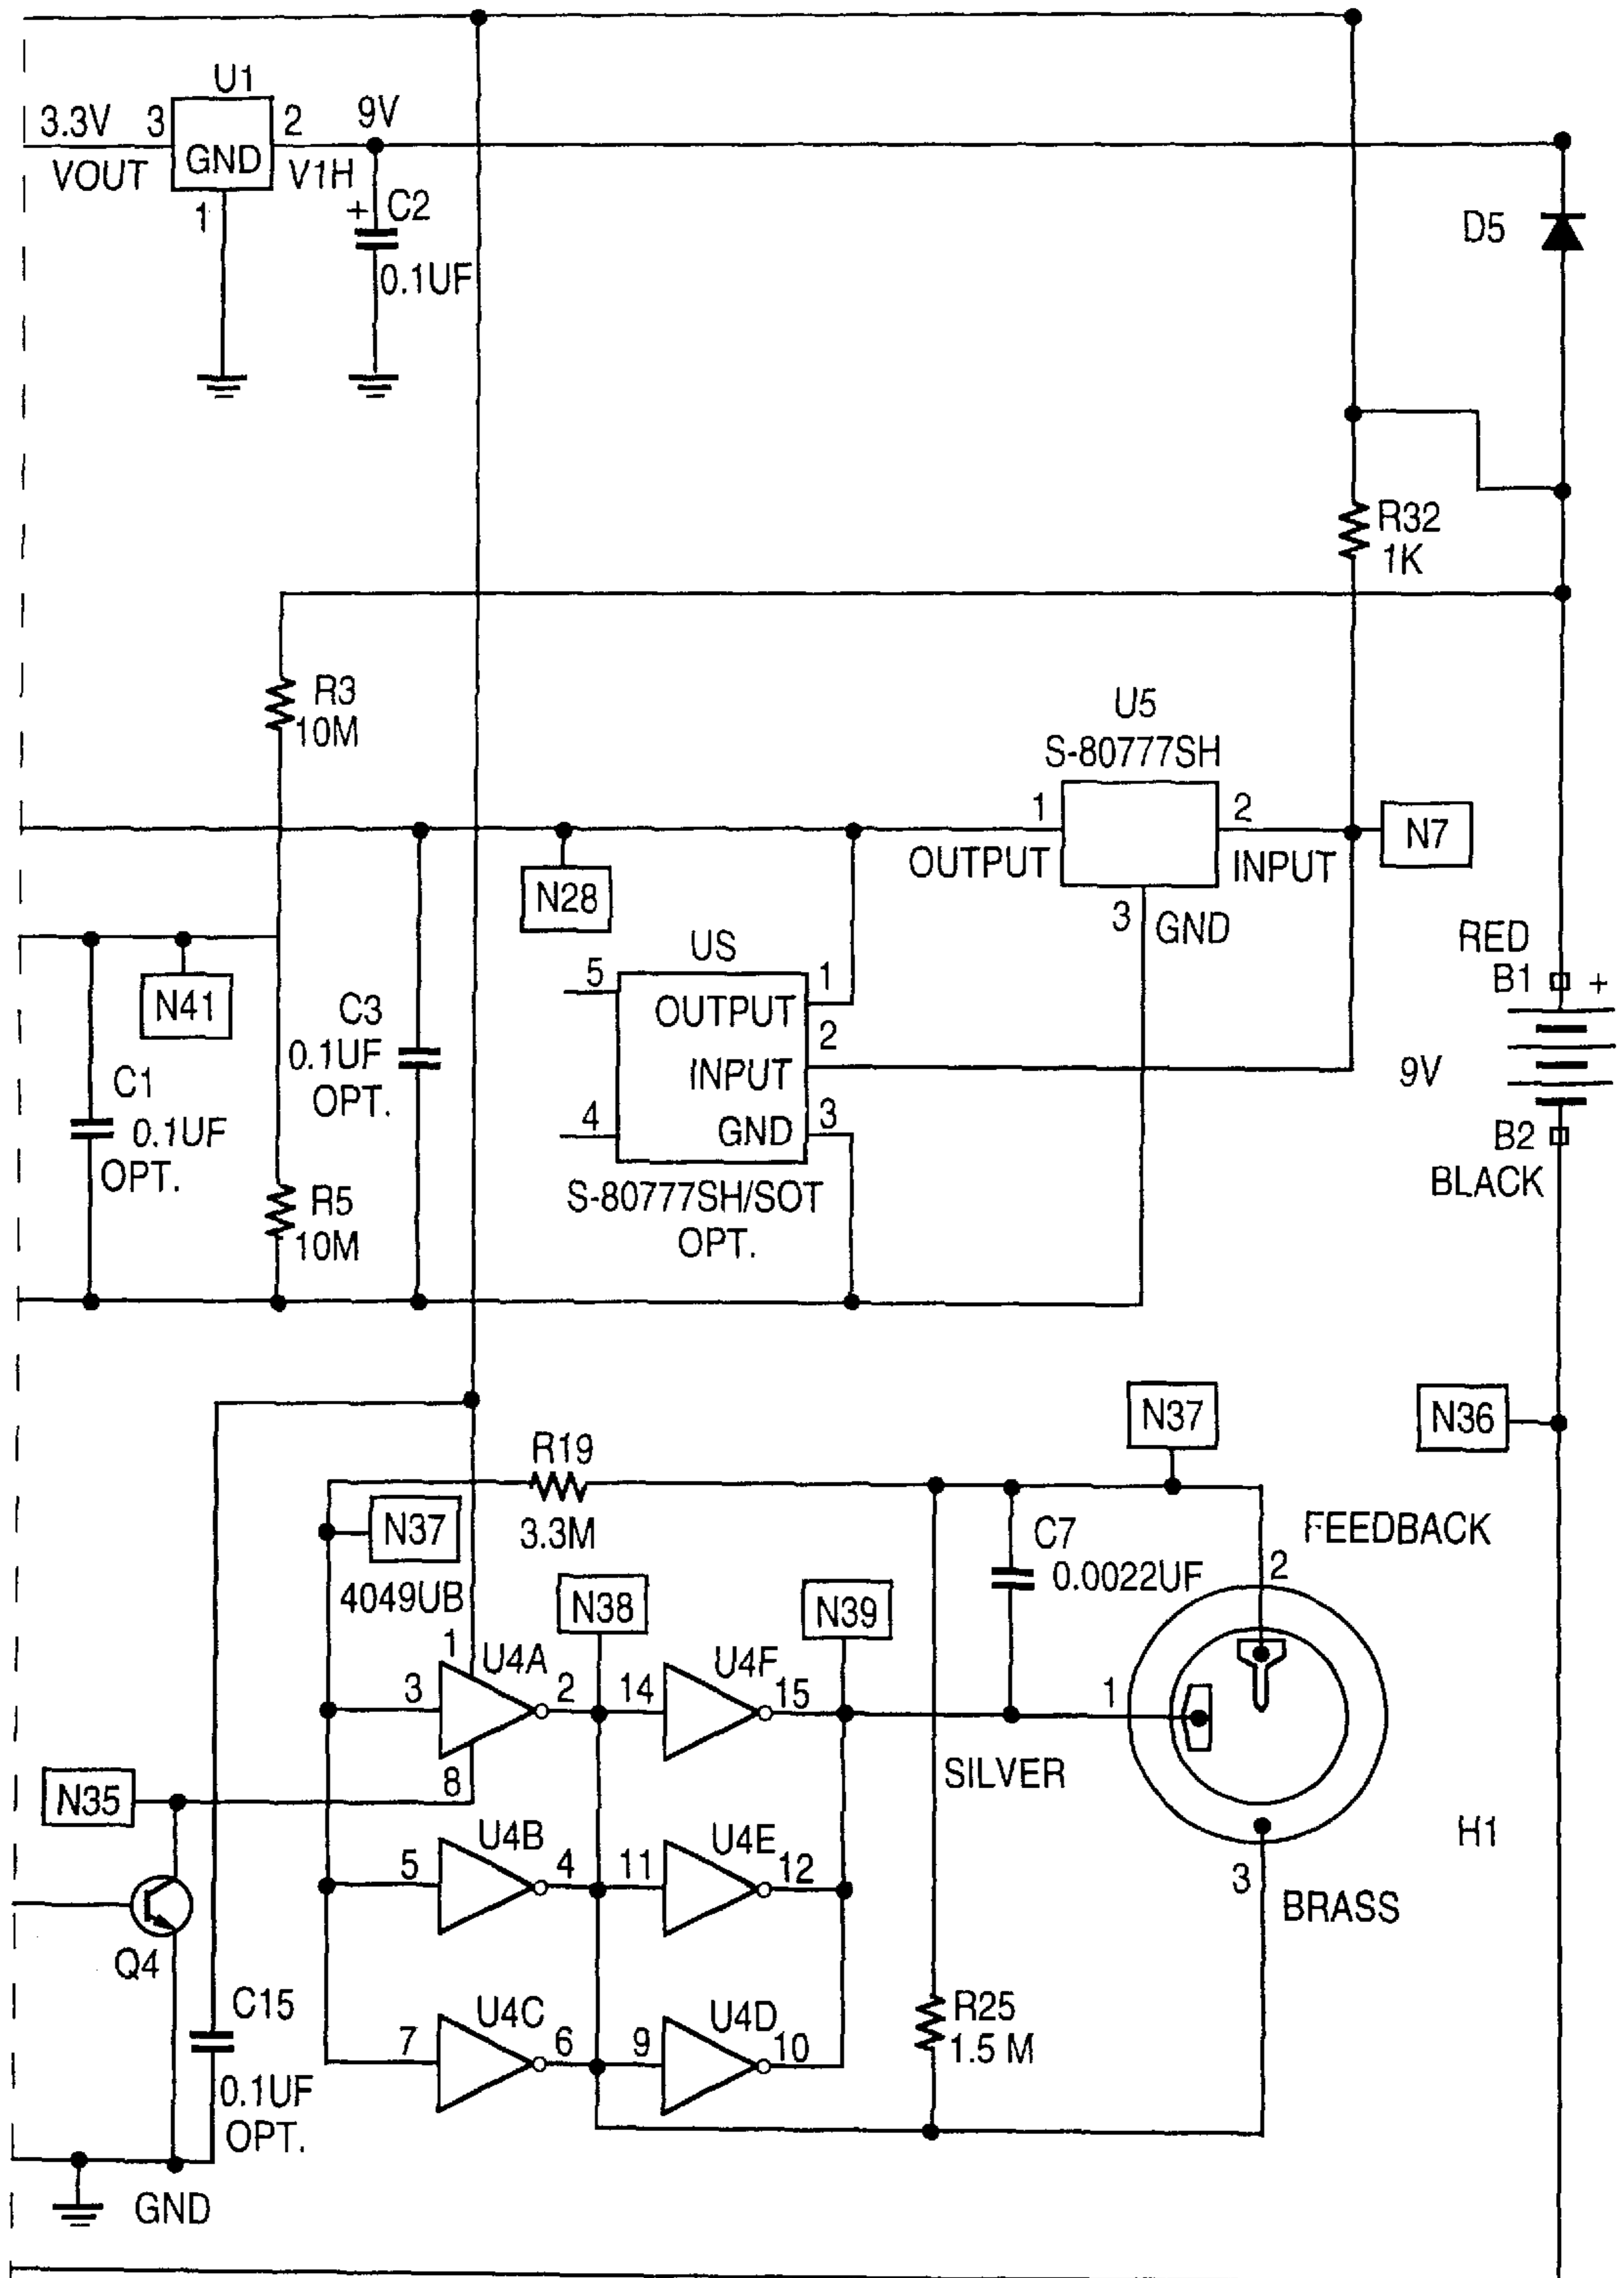 U1
3.3V 3 GND 2 9V
VOUT V1H
1
+ C2
0.1UF
D5
R32
1K
R3
10M
U5
S-80777SH
1 2
OUTPUT INPUT
N7
3 GND
N28
N41
US
5 OUTPUT 1
2
INPUT
4 GND 3
S-80777SH/SOT
OPT.
C3
0.1UF
OPT.
C1
0.1UF
OPT.
R5
10M
RED
B1 +
9V
B2
BLACK
N36
N37
R19
3.3M
N37
4049UB
N38
N39
C7
0.0022UF
FEEDBACK
2
1
U4A
3 2
8
U4F
14 15
1
SILVER
N35
U4B
5 4
U4E
11 12
H1
3
BRASS
Q4
C15
0.1UF
OPT.
U4C
7 6
U4D
9 10
R25
1.5 M
GND